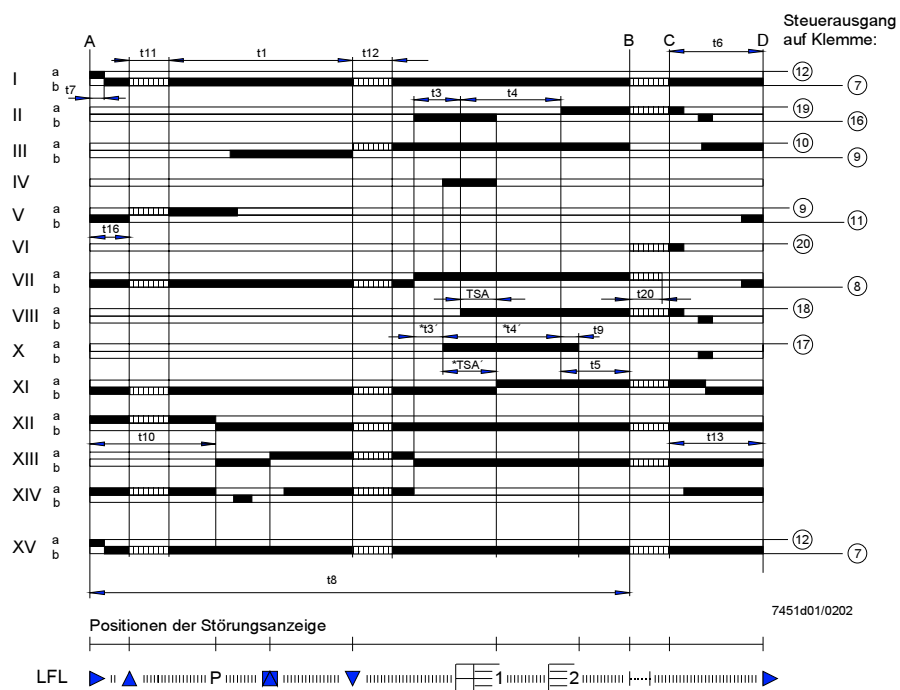 Steuerausgang
auf Klemme:
A t11 t1 t12 B C t6 D
I a b t7 12 7
II a b t3 t4 19 16
III a b 10 9
IV
V a b t16 9 11
VI 20
VII a b 8
TSA t20
VIII a b 18
*t3´ *t4´ t9
X a b 17
*TSA´ t5
XI a b
XII a b
t10 t13
XIII a b
XIV a b
XV a b 12 7
t8
7451d01/0202
Positionen der Störungsanzeige
LFL P 1 2